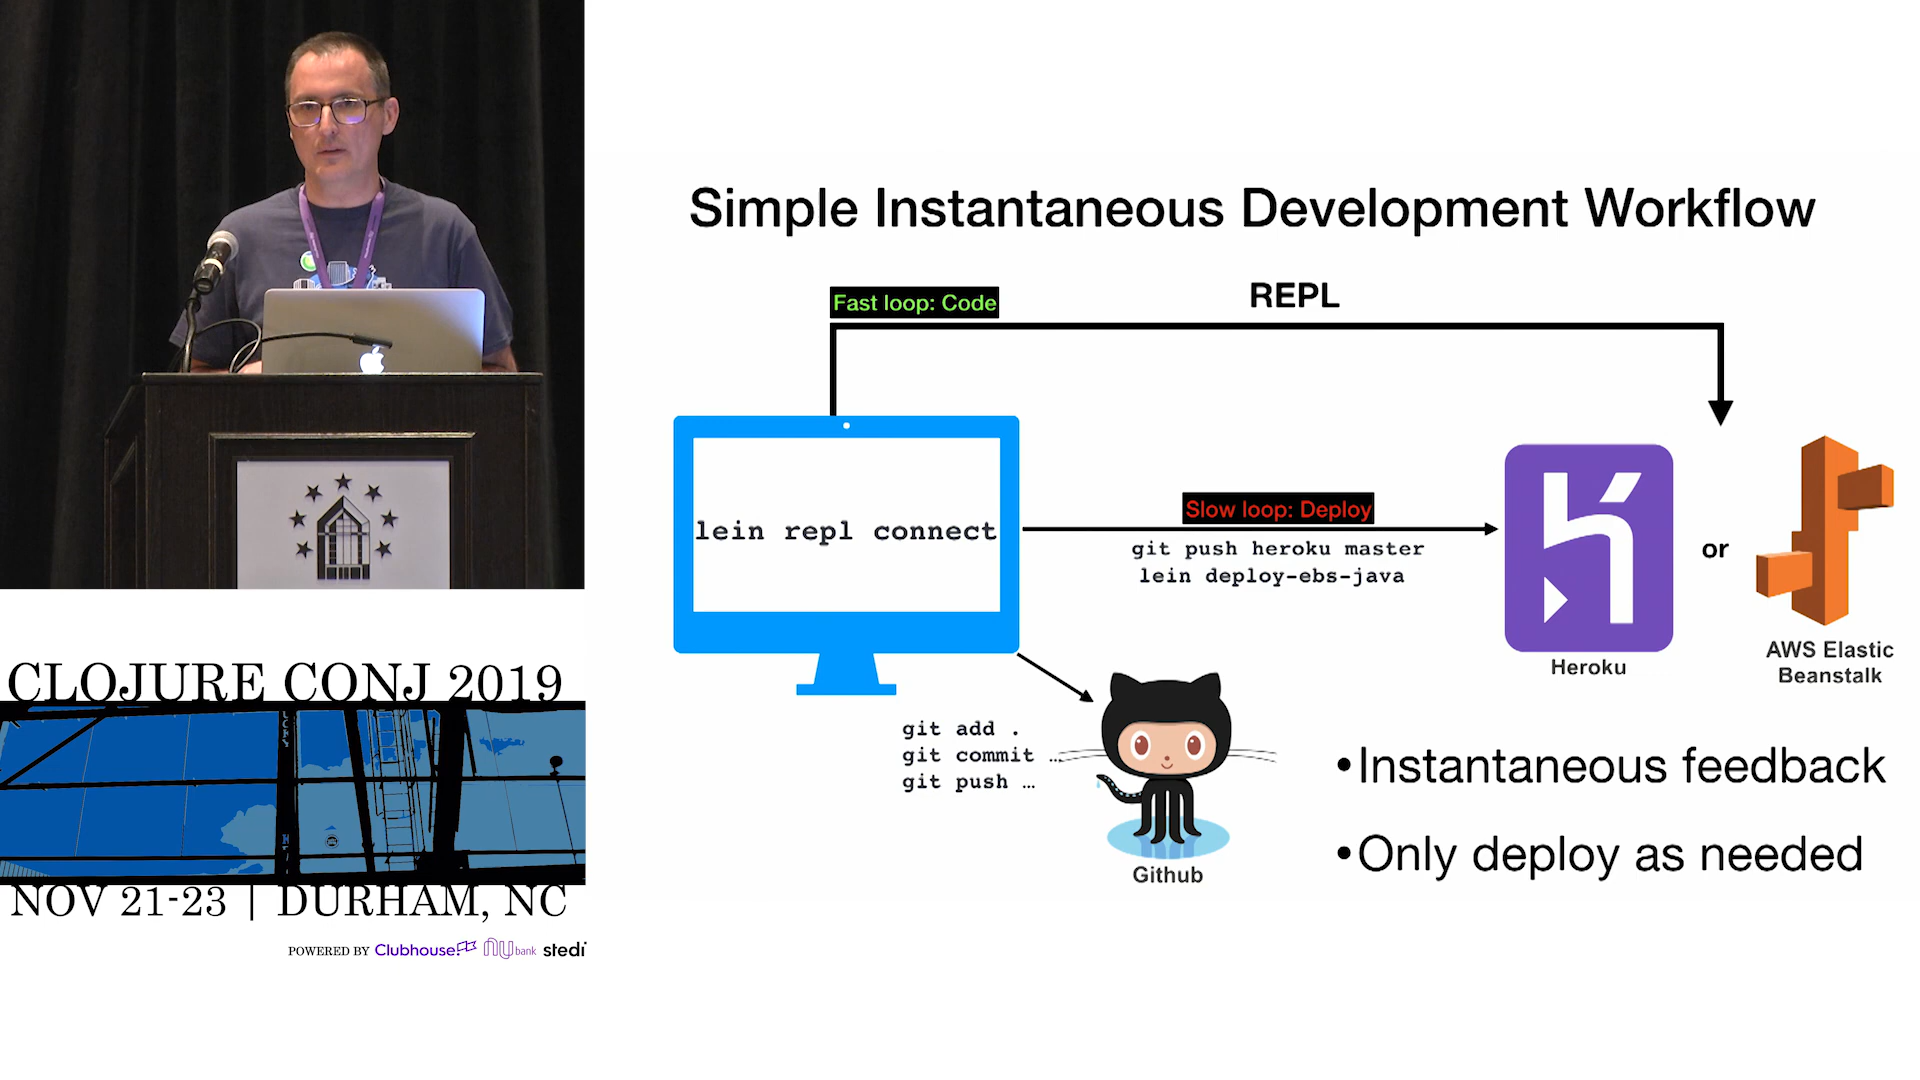 Simple Instantaneous Development Workflow
Fast loop: Code
REPL
lein repl connect
Slow loop: Deploy
git push heroku master
lein deploy-ebs-java
or
Heroku
AWS Elastic
Beanstalk
git add .
git commit …
git push …
Github
•Instantaneous feedback
•Only deploy as needed
CLOJURE CONJ 2019
NOV 21-23 | DURHAM, NC
POWERED BY Clubhouse nu bank stedi